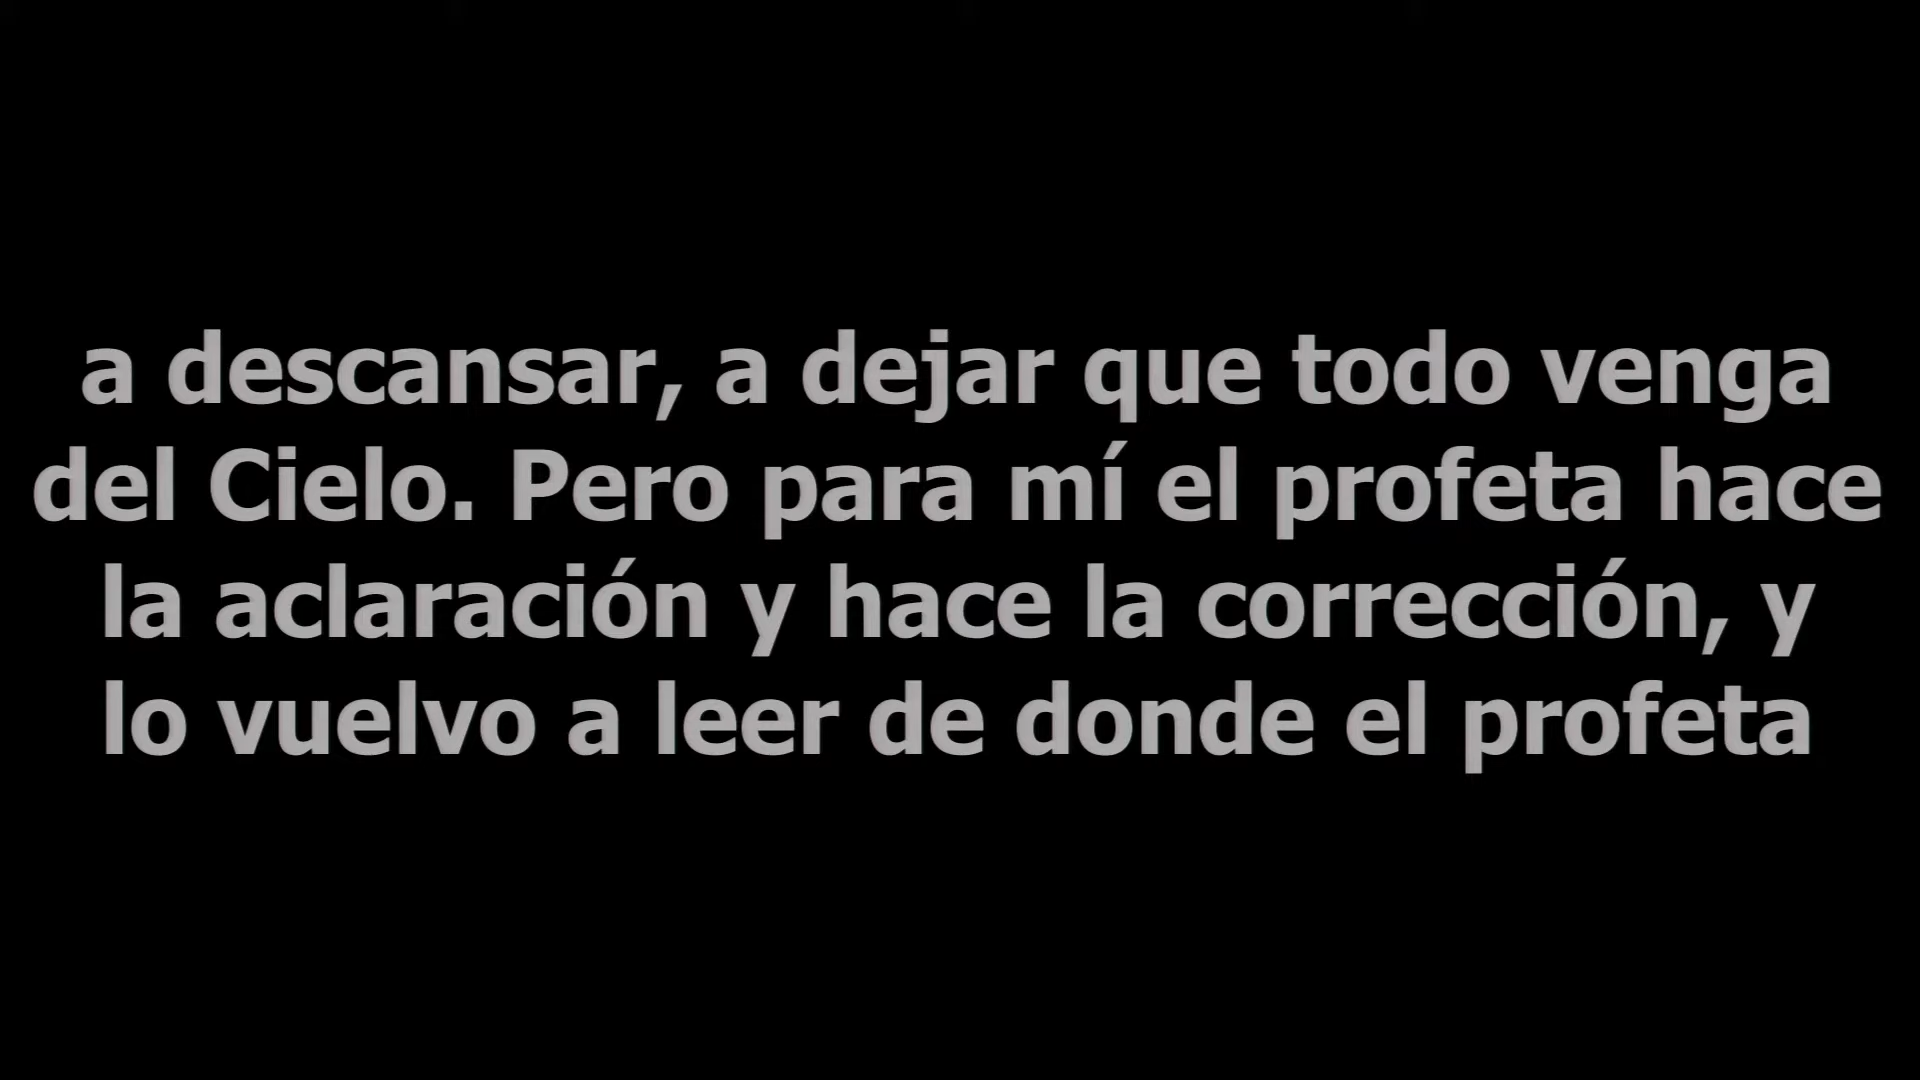 a descansar, a dejar que todo venga
del Cielo. Pero para mí el profeta hace
la aclaración y hace la corrección, y
lo vuelvo a leer de donde el profeta